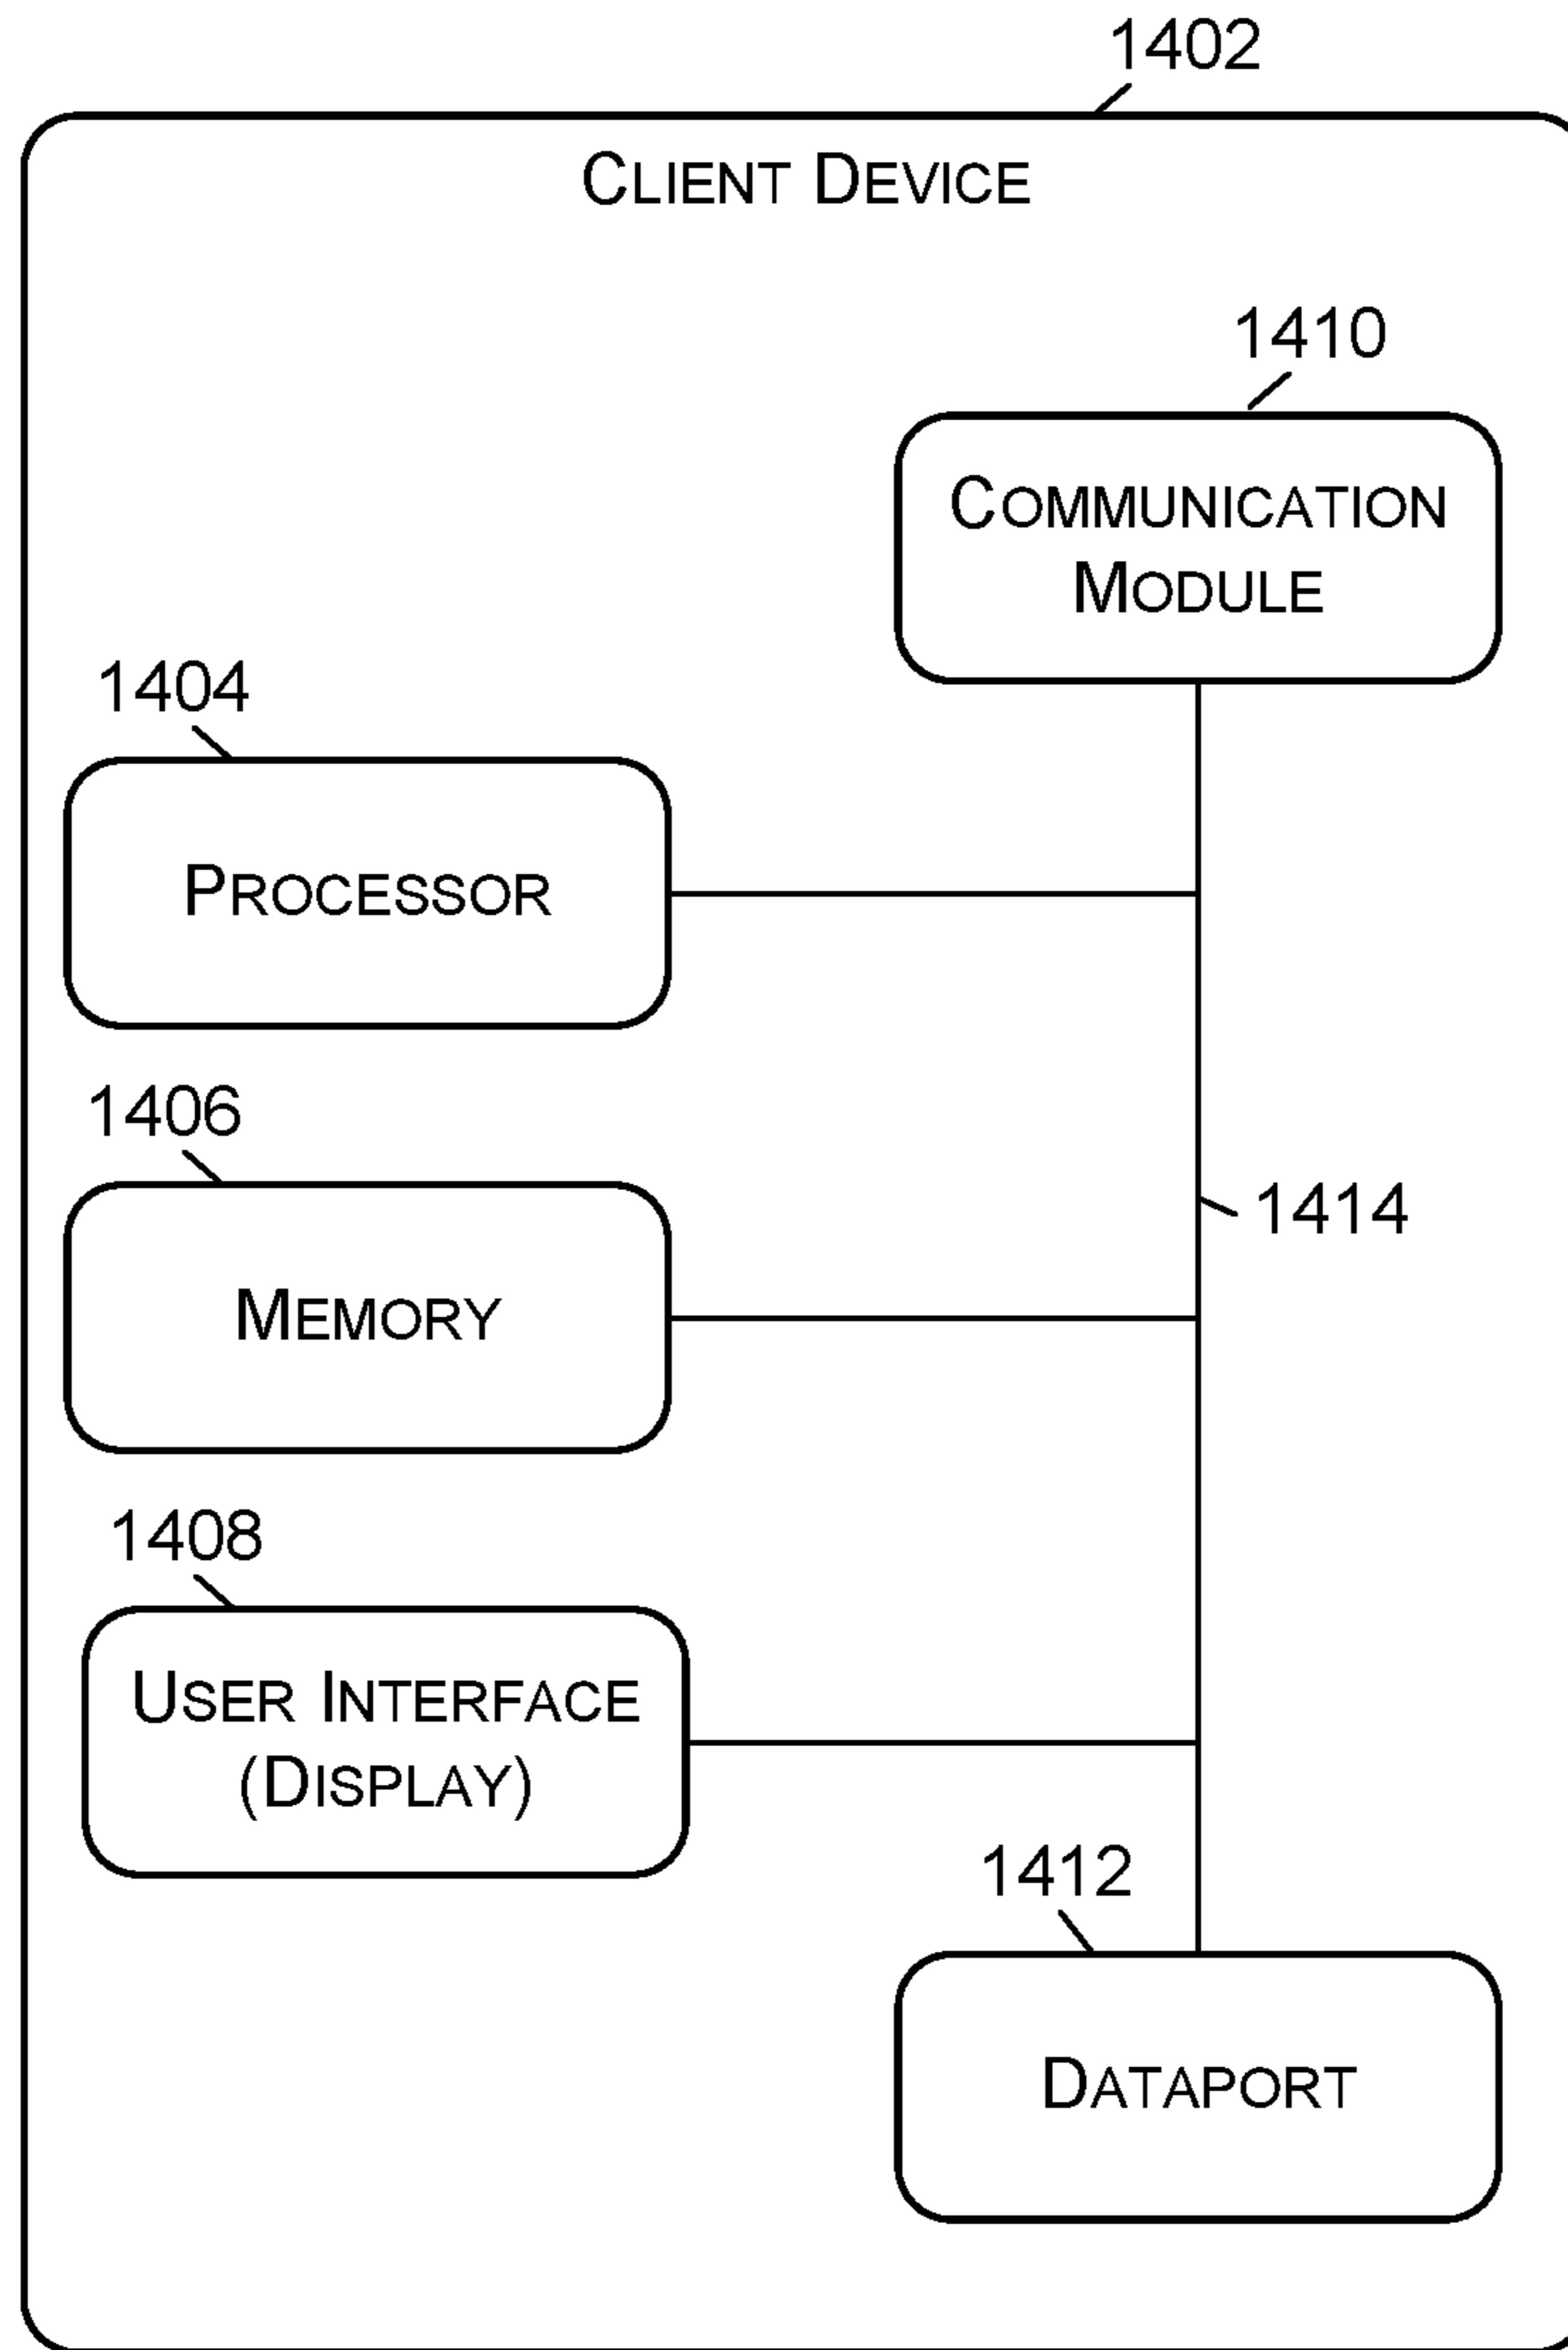 1402
CLIENT DEVICE
1410
COMMUNICATION
MODULE
1404
PROCESSOR
1406
1414
MEMORY
1408
USER INTERFACE
(DISPLAY)
1412
DATAPORT